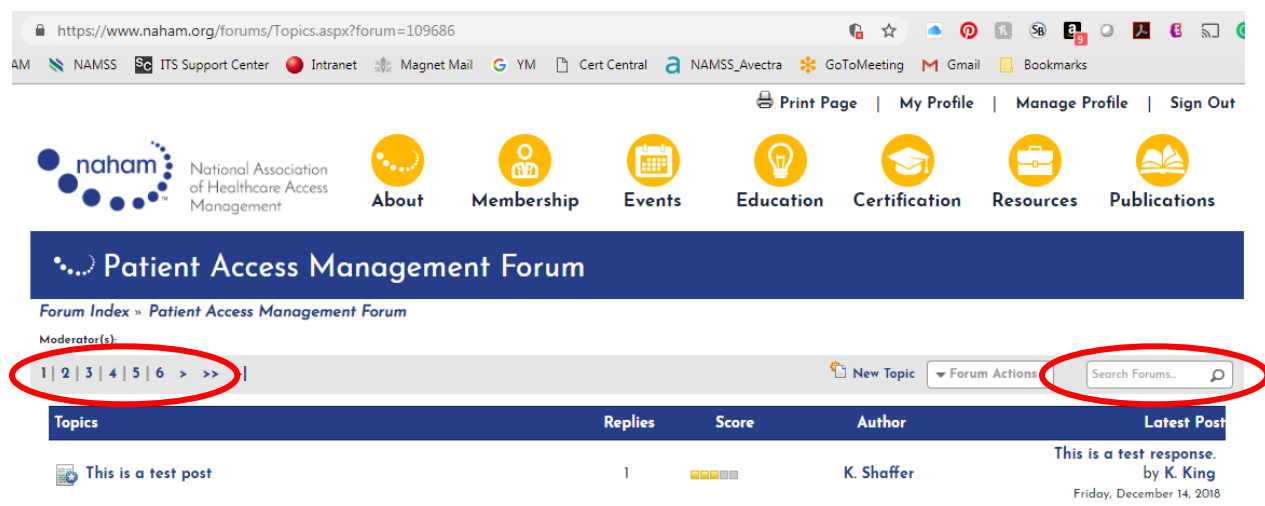 https://www.naham.org/forums/Topics.aspx?forum=109686
AM NAMSS SC ITS Support Center Intranet Magnet Mail G YM Cert Central a NAMSS_Avectra GoToMeeting M Gmail Bookmarks
Print Page | My Profile | Manage Profile | Sign Out
naham
National Association
of Healthcare Access
Management
About Membership Events Education Certification Resources Publications
Patient Access Management Forum
Forum Index » Patient Access Management Forum
Moderator(s):
1 | 2 | 3 | 4 | 5 | 6 > >> >| New Topic Forum Actions Search Forums...
Topics Replies Score Author Latest Post
This is a test post 1 K. Shaffer This is a test response.
by K. King
Friday, December 14, 2018